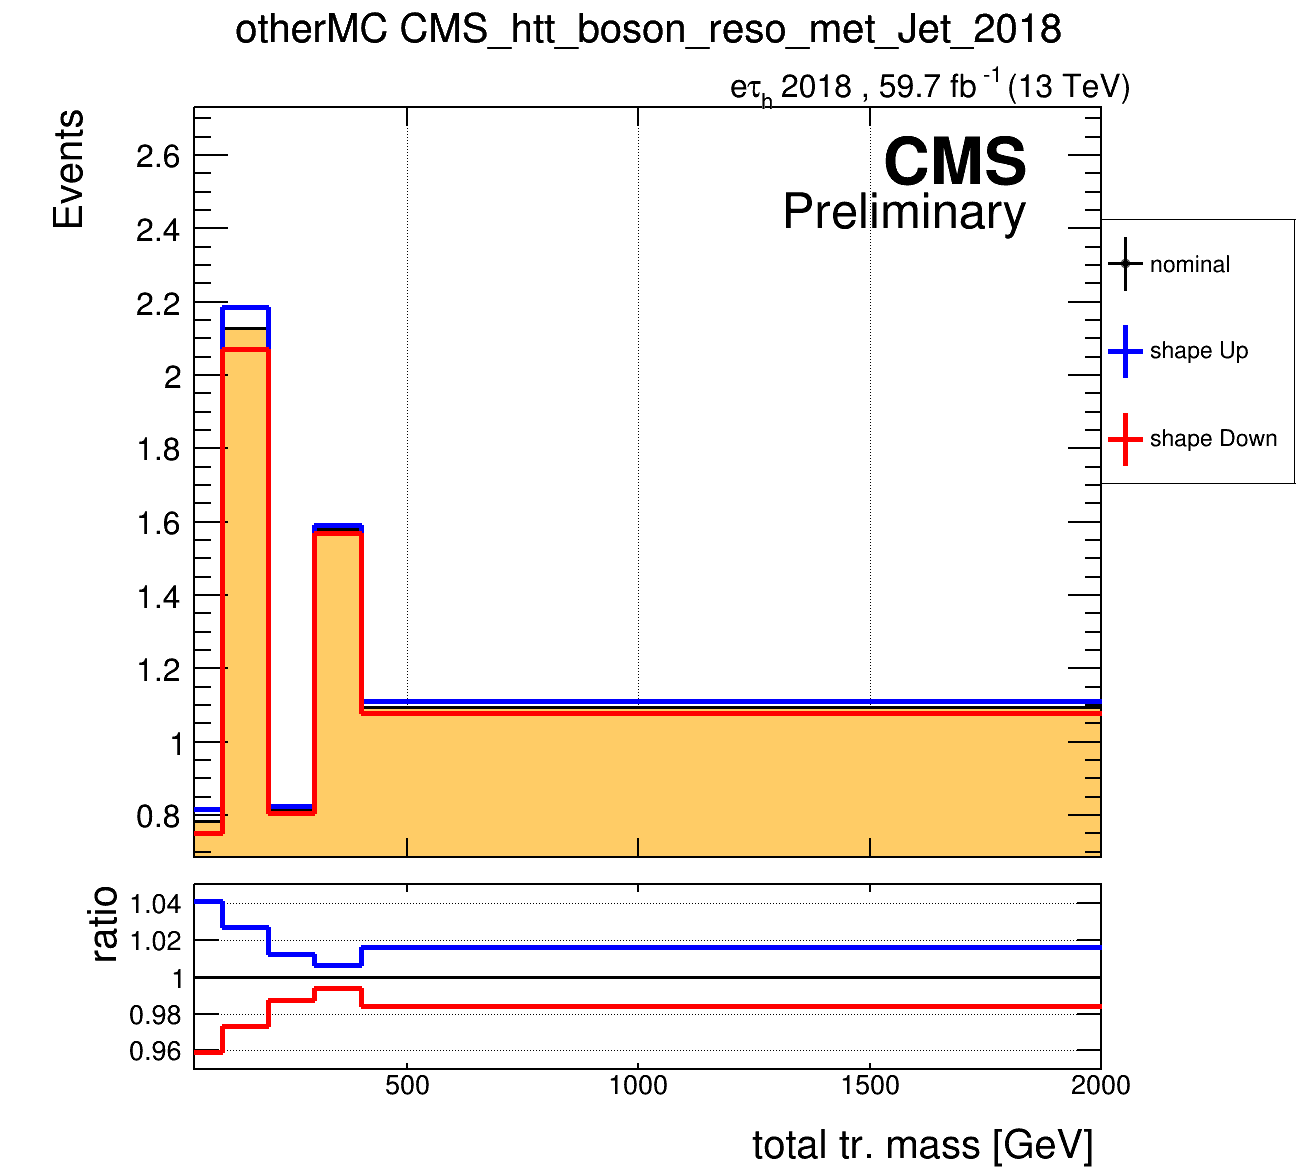 otherMC CMS_htt_boson_reso_met_Jet_2018
eτh 2018 , 59.7 fb-1 (13 TeV)
Events
CMS
Preliminary
2.6
2.4
2.2
2
1.8
1.6
1.4
1.2
1
0.8
nominal
shape Up
shape Down
ratio
1.04
1.02
1
0.98
0.96
500 1000 1500 2000
total tr. mass [GeV]